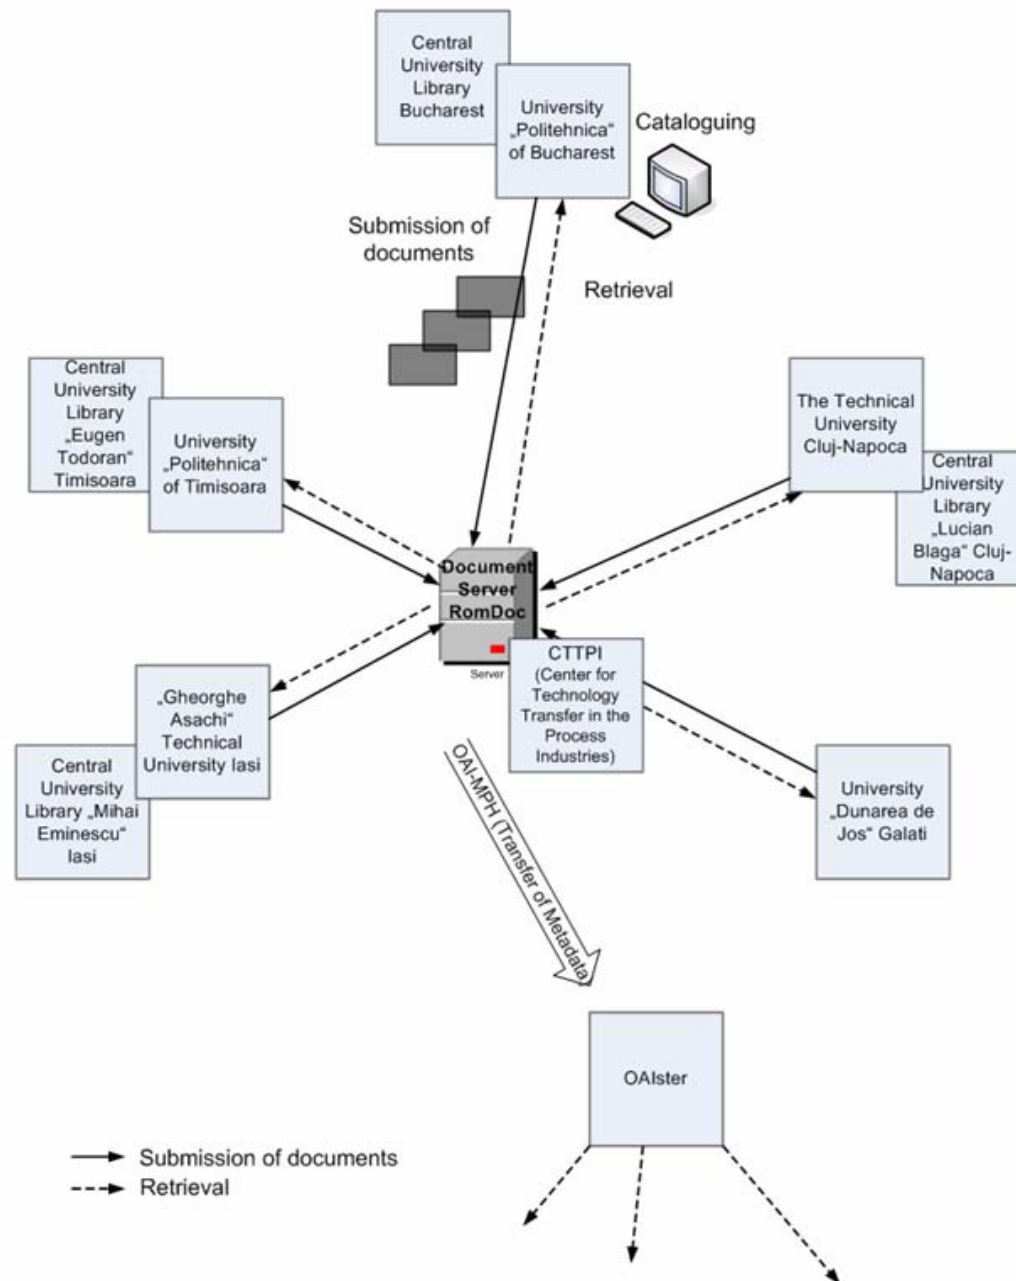 Central
University
Library
Bucharest
University
„Politehnica“
of Bucharest
Cataloguing
Submission of
documents
Retrieval
Central
University
Library
„Eugen
Todoran“
Timisoara
University
„Politehnica“
of Timisoara
The Technical
University
Cluj-Napoca
Central
University
Library
„Lucian
Blaga“ Cluj-
Napoca
Document
Server
RomDoc
Server
CTTPI
(Center for
Technology
Transfer in the
Process
Industries)
„Gheorghe
Asachi“
Technical
University Iasi
Central
University
Library „Mihai
Eminescu“
Iasi
University
„Dunarea de
Jos“ Galati
OAI-MPH (Transfer of Metadata)
OAIster
Submission of documents
Retrieval